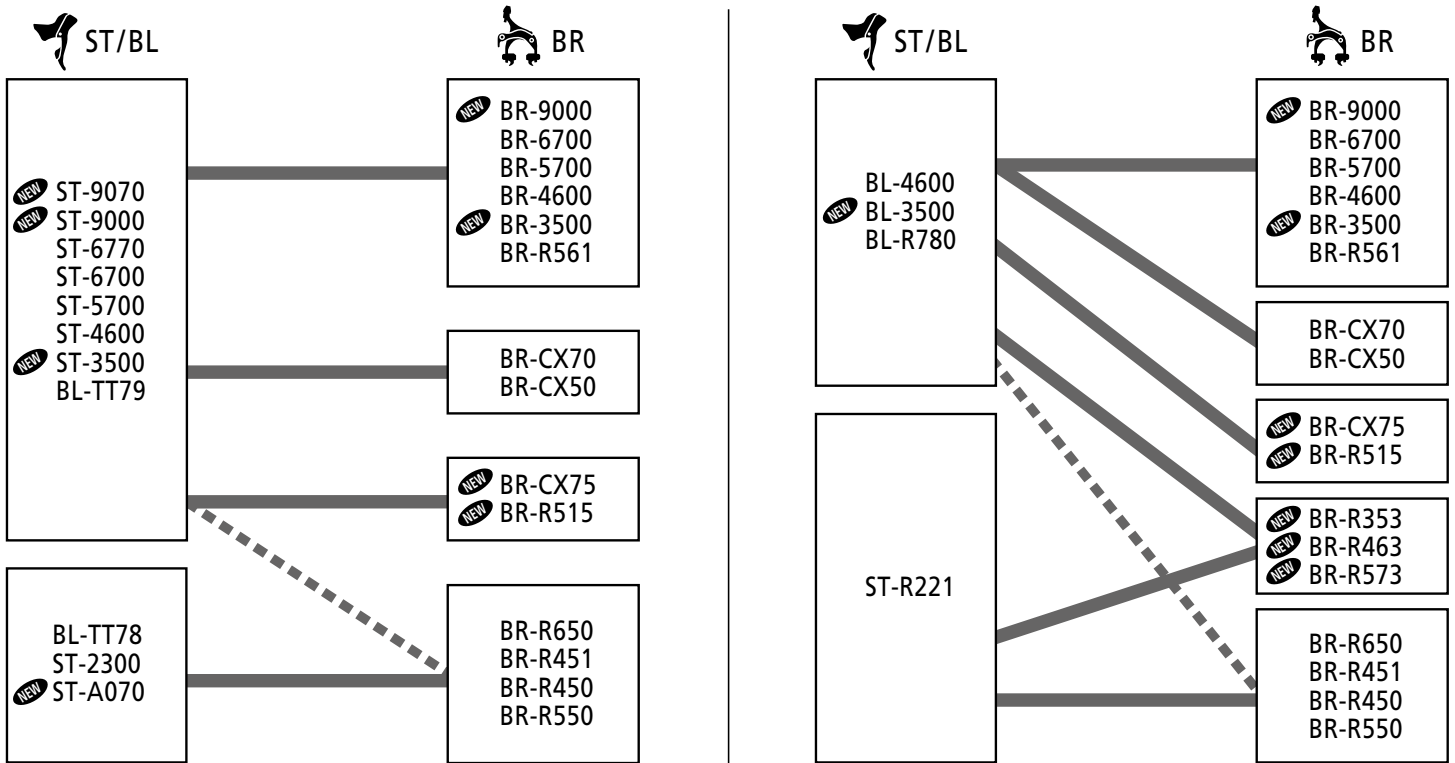 ST/BL
BR
NEW ST-9070
NEW ST-9000
ST-6770
ST-6700
ST-5700
ST-4600
NEW ST-3500
BL-TT79
BL-TT78
ST-2300
NEW ST-A070
NEW BR-9000
BR-6700
BR-5700
BR-4600
NEW BR-3500
BR-R561
BR-CX70
BR-CX50
NEW BR-CX75
NEW BR-R515
BR-R650
BR-R451
BR-R450
BR-R550
ST/BL
BR
BL-4600
NEW BL-3500
BL-R780
ST-R221
NEW BR-9000
BR-6700
BR-5700
BR-4600
NEW BR-3500
BR-R561
BR-CX70
BR-CX50
NEW BR-CX75
NEW BR-R515
NEW BR-R353
NEW BR-R463
NEW BR-R573
BR-R650
BR-R451
BR-R450
BR-R550